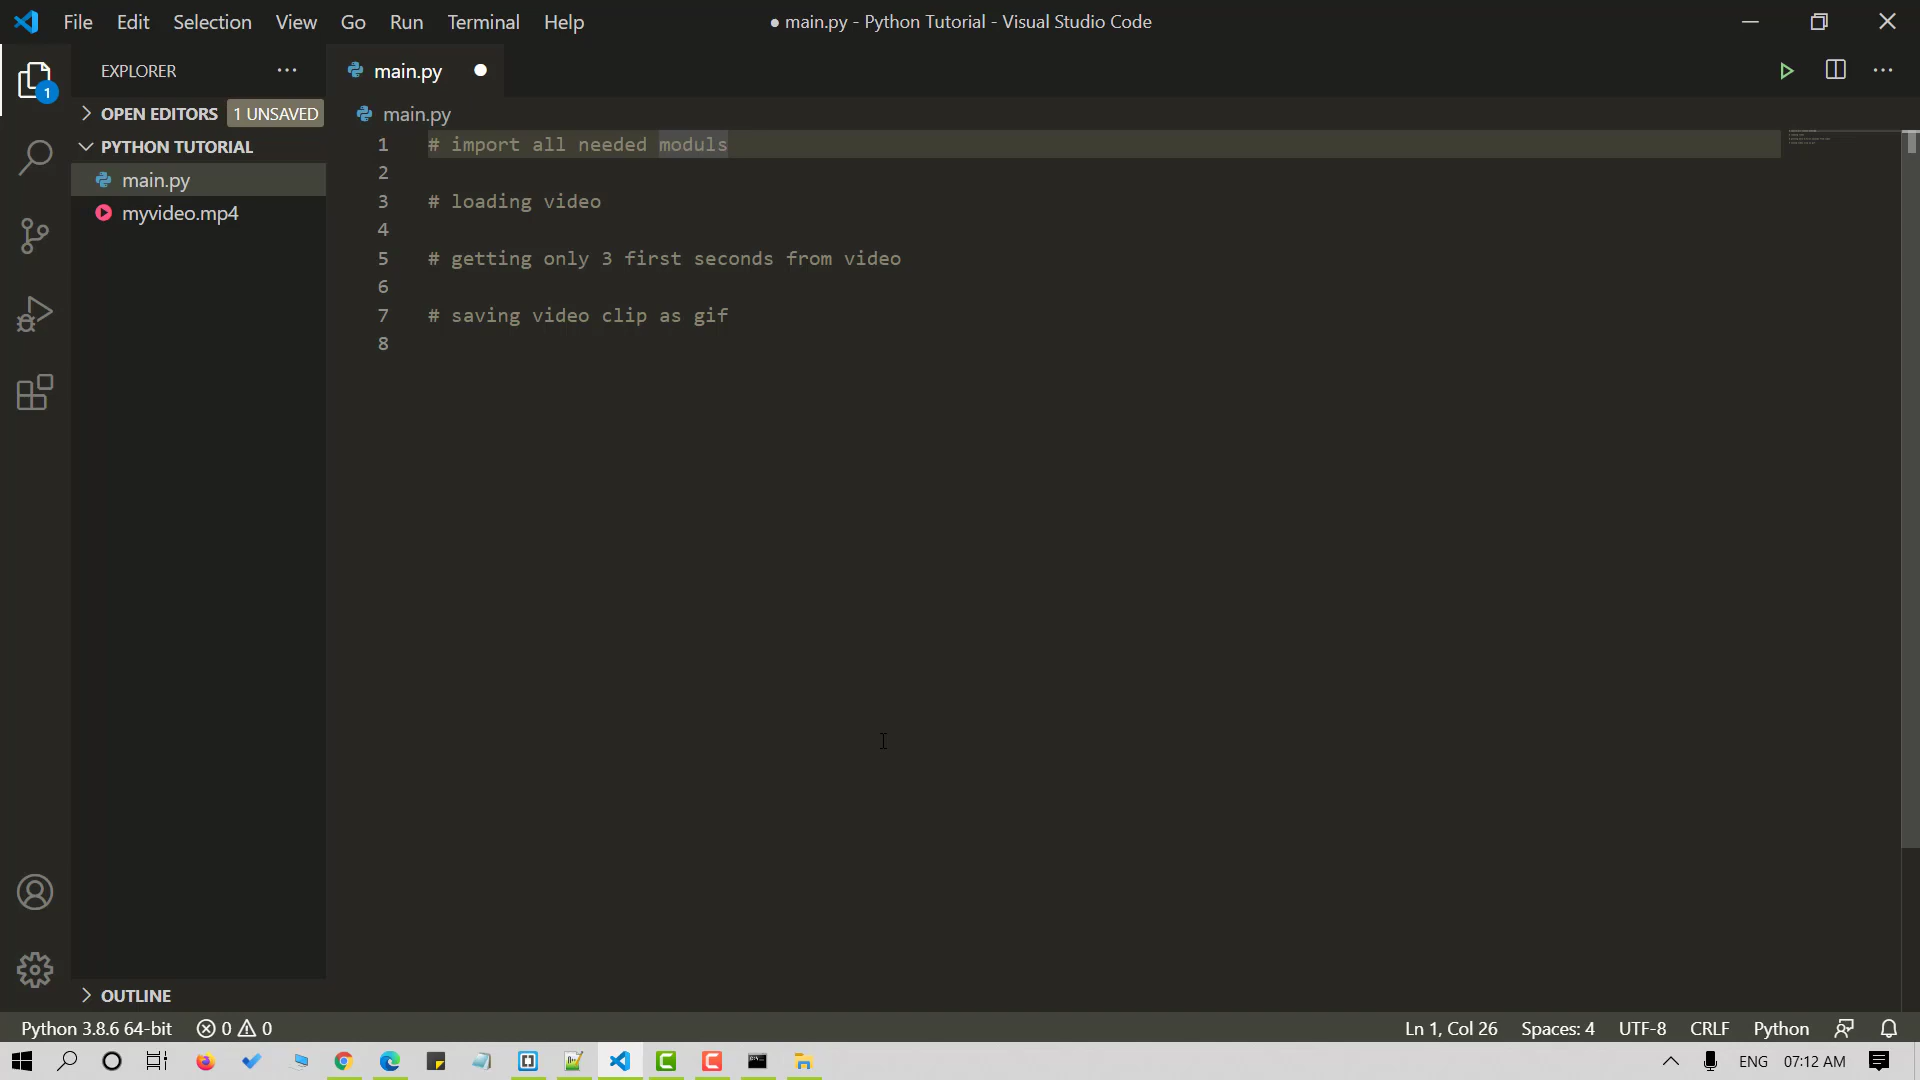 File Edit Selection View Go Run Terminal Help
● main.py - Python Tutorial - Visual Studio Code
EXPLORER
main.py
1
OPEN EDITORS 1 UNSAVED
main.py
PYTHON TUTORIAL
main.py
myvideo.mp4
1 # import all needed moduls
2
3 # loading video
4
5 # getting only 3 first seconds from video
6
7 # saving video clip as gif
8
OUTLINE
Python 3.8.6 64-bit 0 0
Ln 1, Col 26 Spaces: 4 UTF-8 CRLF Python
ENG 07:12 AM